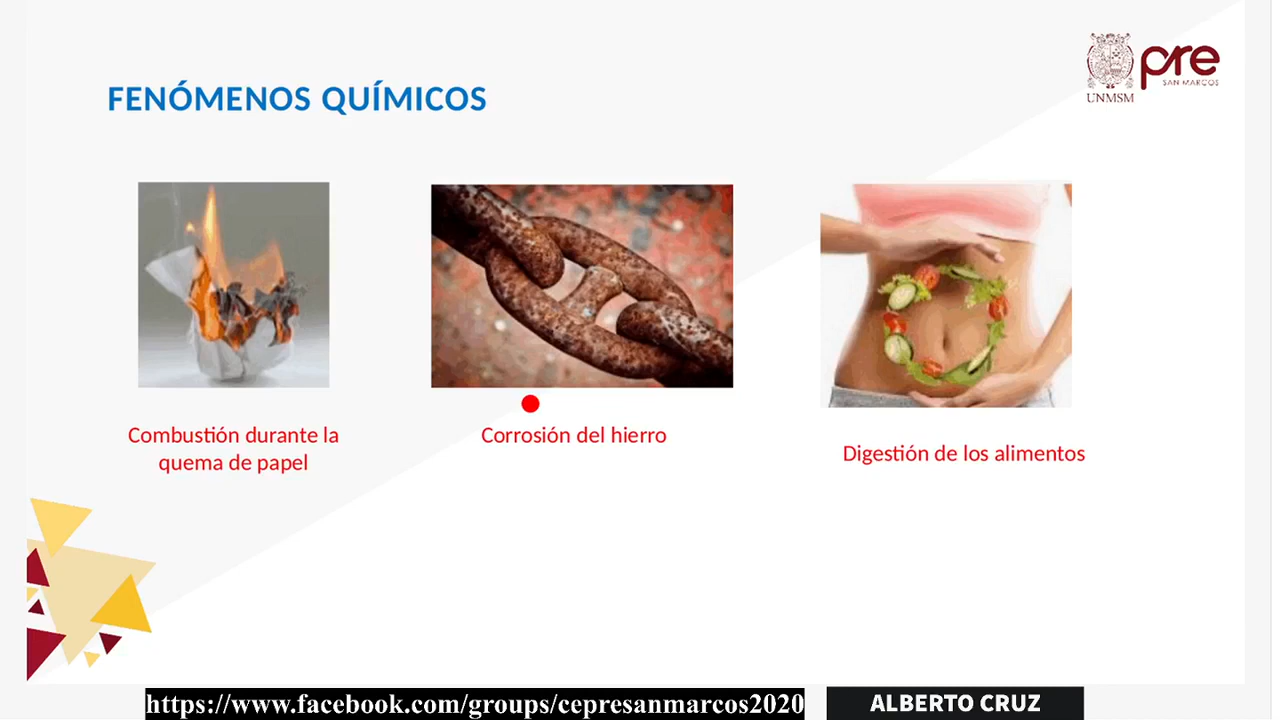 FENÓMENOS QUÍMICOS
pre
SAN MARCOS
UNMSM
Combustión durante la
quema de papel
Corrosión del hierro
Digestión de los alimentos
https://www.facebook.com/groups/cepresanmarcos2020
ALBERTO CRUZ